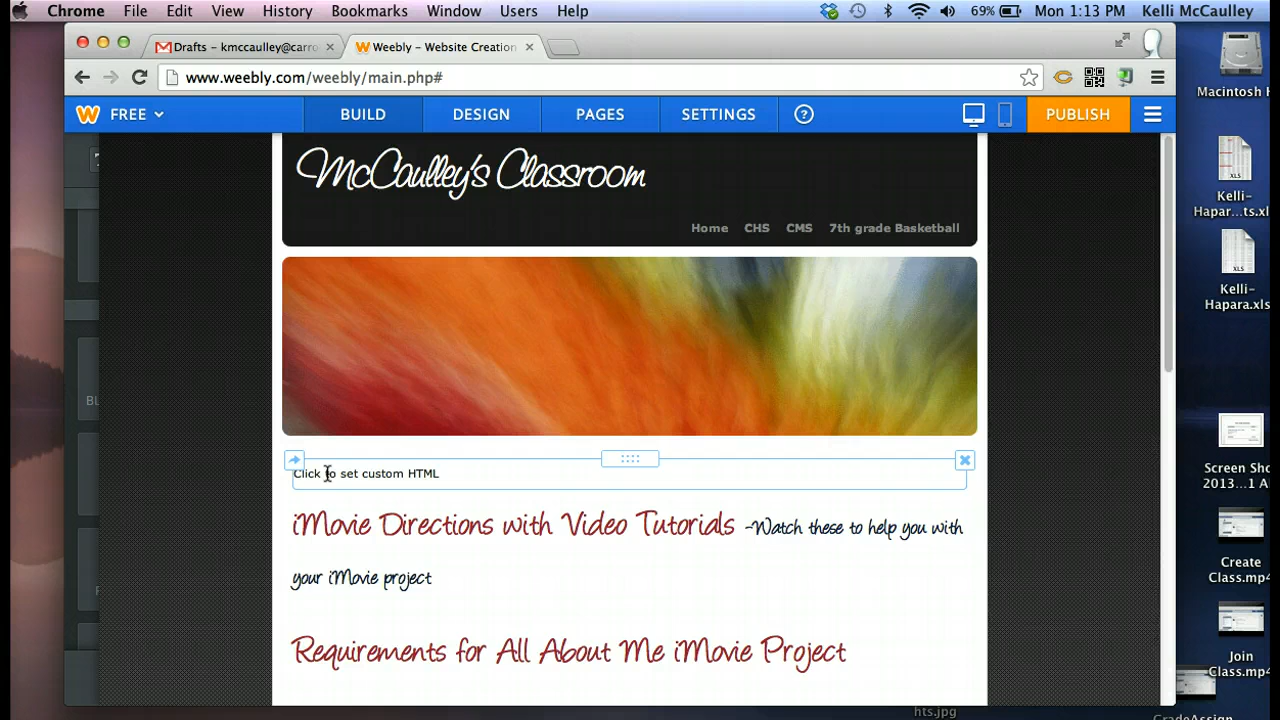 Chrome File Edit View History Bookmarks Window Users Help 69% Mon 1:13 PM Kelli McCaulley
Drafts – kmccaulley@carro Weebly – Website Creation
www.weebly.com/weebly/main.php#
W FREE BUILD DESIGN PAGES SETTINGS ? PUBLISH
McCaulley's Classroom
Home CHS CMS 7th grade Basketball
Click to set custom HTML
iMovie Directions with Video Tutorials ~Watch these to help you with
your iMovie project
Requirements for All About Me iMovie Project
BL
Macintosh H
XLS
Kelli-
Hapar...ts.xl
XLS
Kelli-
Hapara.xls
Screen Sho
2013...1 A
Create
Class.mp4
Join
Class.mp4
GradeAssign
hts.jpg